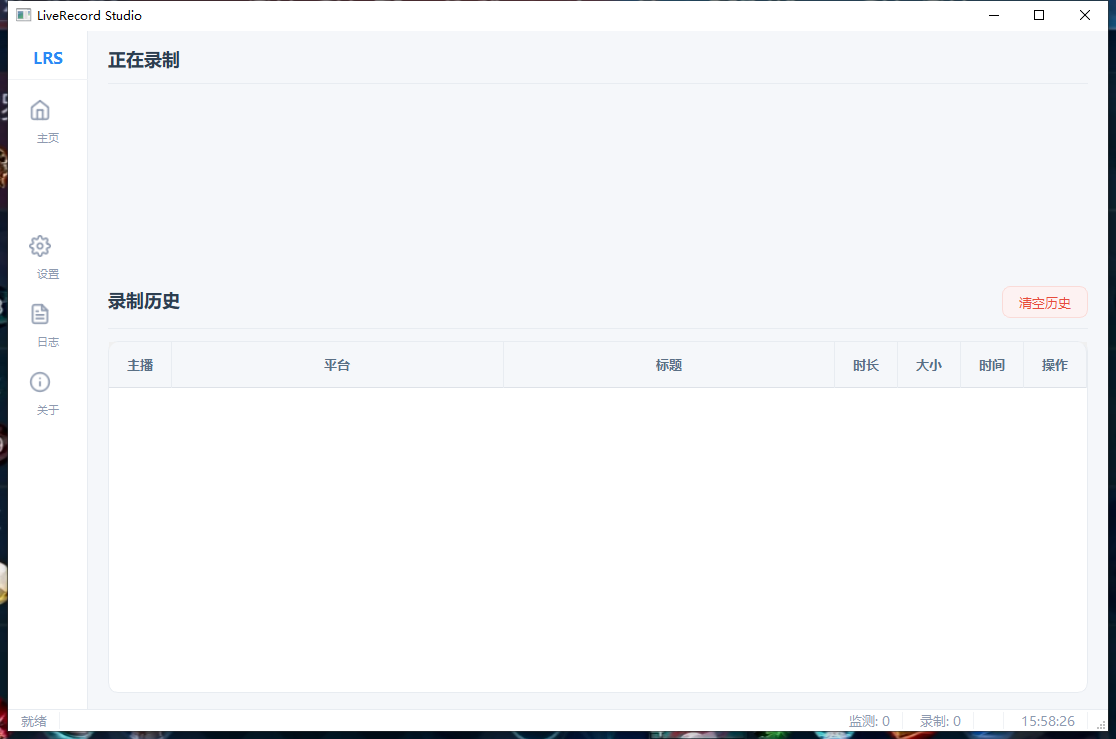 LiveRecord Studio
LRS
正在录制
主页
设置
录制历史
清空历史
日志
主播 平台 标题 时长 大小 时间 操作
关于
就绪 监测: 0 录制: 0 15:58:26